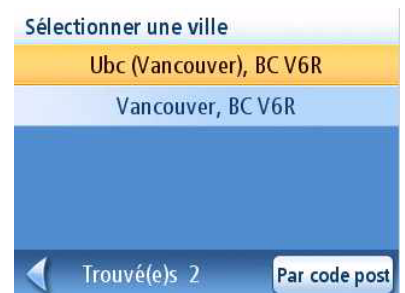 Sélectionner une ville
Ubc (Vancouver), BC V6R
Vancouver, BC V6R
Trouvé(e)s 2
Par code post